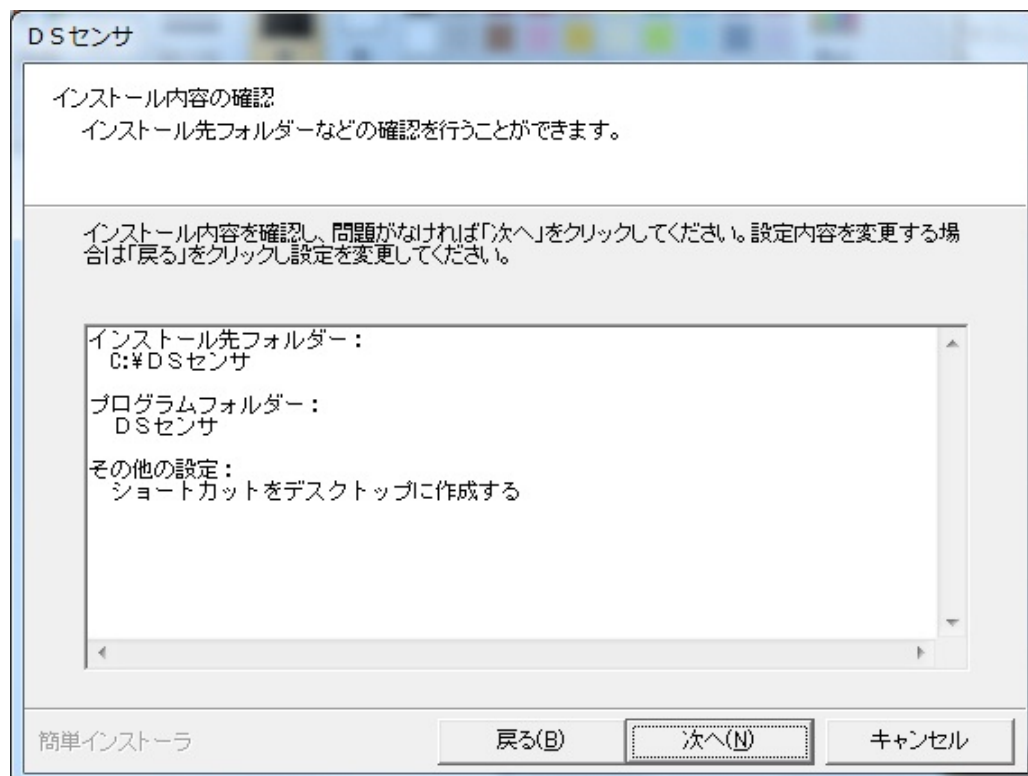 ＤＳセンサ
インストール内容の確認
インストール先フォルダーなどの確認を行うことができます。
インストール内容を確認し、問題がなければ「次へ」をクリックしてください。設定内容を変更する場
合は「戻る」をクリックし設定を変更してください。
インストール先フォルダー：
C:¥ＤＳセンサ
プログラムフォルダー：
ＤＳセンサ
その他の設定：
ショートカットをデスクトップに作成する
簡単インストーラ
戻る(B)
次へ(N)
キャンセル